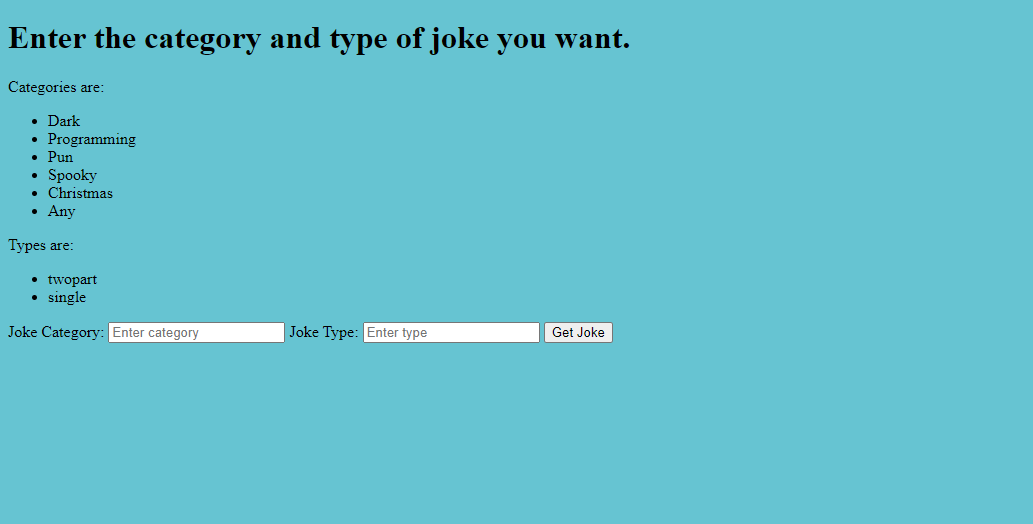 Enter the category and type of joke you want.
Categories are:
Dark
Programming
Pun
Spooky
Christmas
Any
Types are:
twopart
single
Joke Category: Enter category Joke Type: Enter type Get Joke